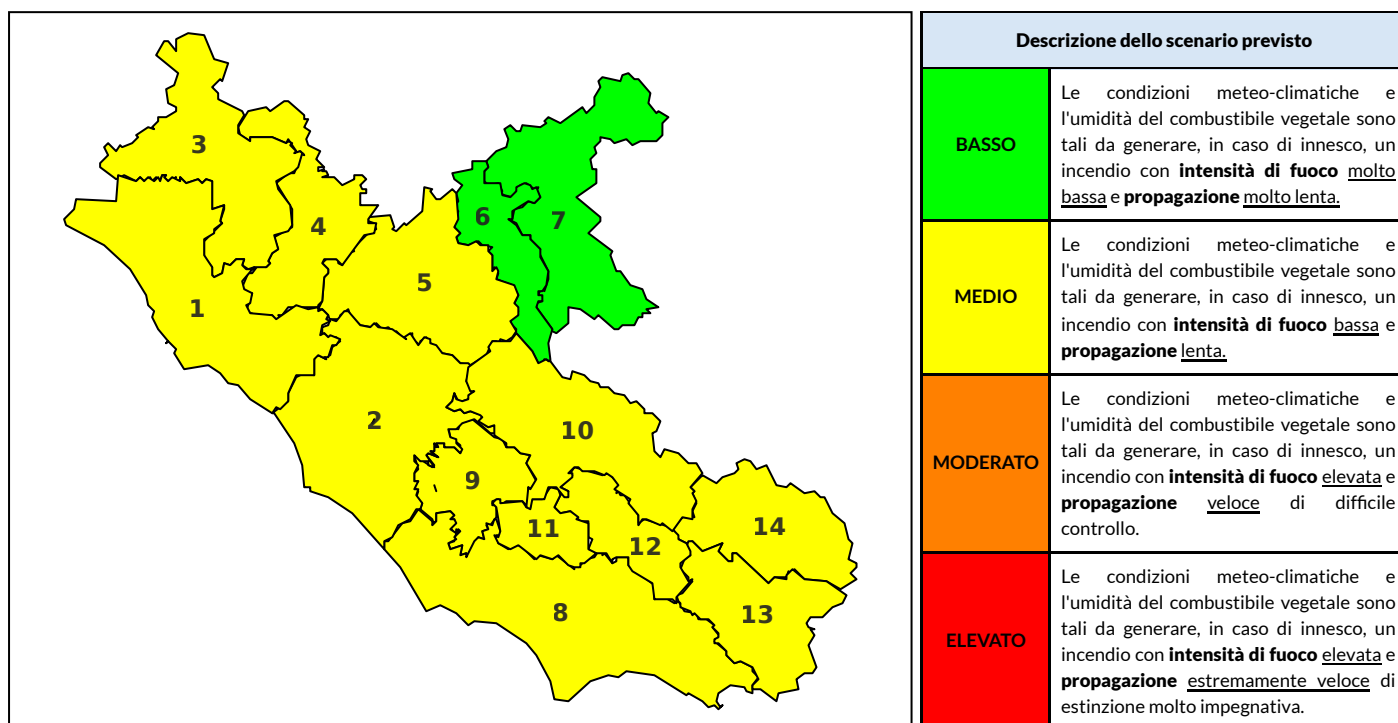 3
4
6
7
5
1
2
10
9
11
12
14
8
13
Descrizione dello scenario previsto
BASSO
Le condizioni meteo-climatiche e
l'umidità del combustibile vegetale sono
tali da generare, in caso di innesco, un
incendio con intensità di fuoco molto
bassa e propagazione molto lenta.
MEDIO
Le condizioni meteo-climatiche e
l'umidità del combustibile vegetale sono
tali da generare, in caso di innesco, un
incendio con intensità di fuoco bassa e
propagazione lenta.
MODERATO
Le condizioni meteo-climatiche e
l'umidità del combustibile vegetale sono
tali da generare, in caso di innesco, un
incendio con intensità di fuoco elevata e
propagazione veloce di difficile
controllo.
ELEVATO
Le condizioni meteo-climatiche e
l'umidità del combustibile vegetale sono
tali da generare, in caso di innesco, un
incendio con intensità di fuoco elevata e
propagazione estremamente veloce di
estinzione molto impegnativa.